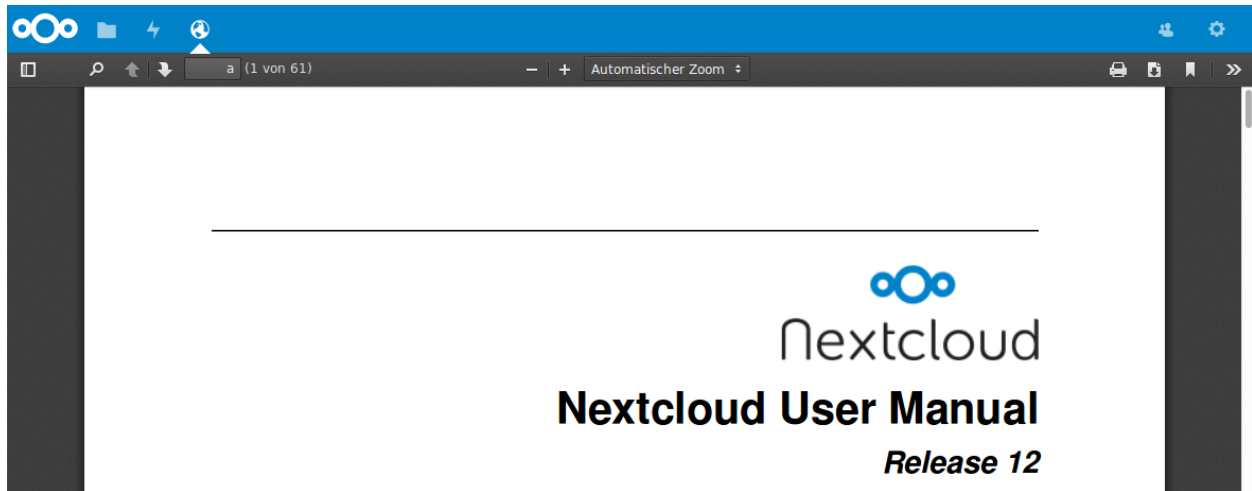 a (1 von 61) Automatischer Zoom
Nextcloud
Nextcloud User Manual
Release 12